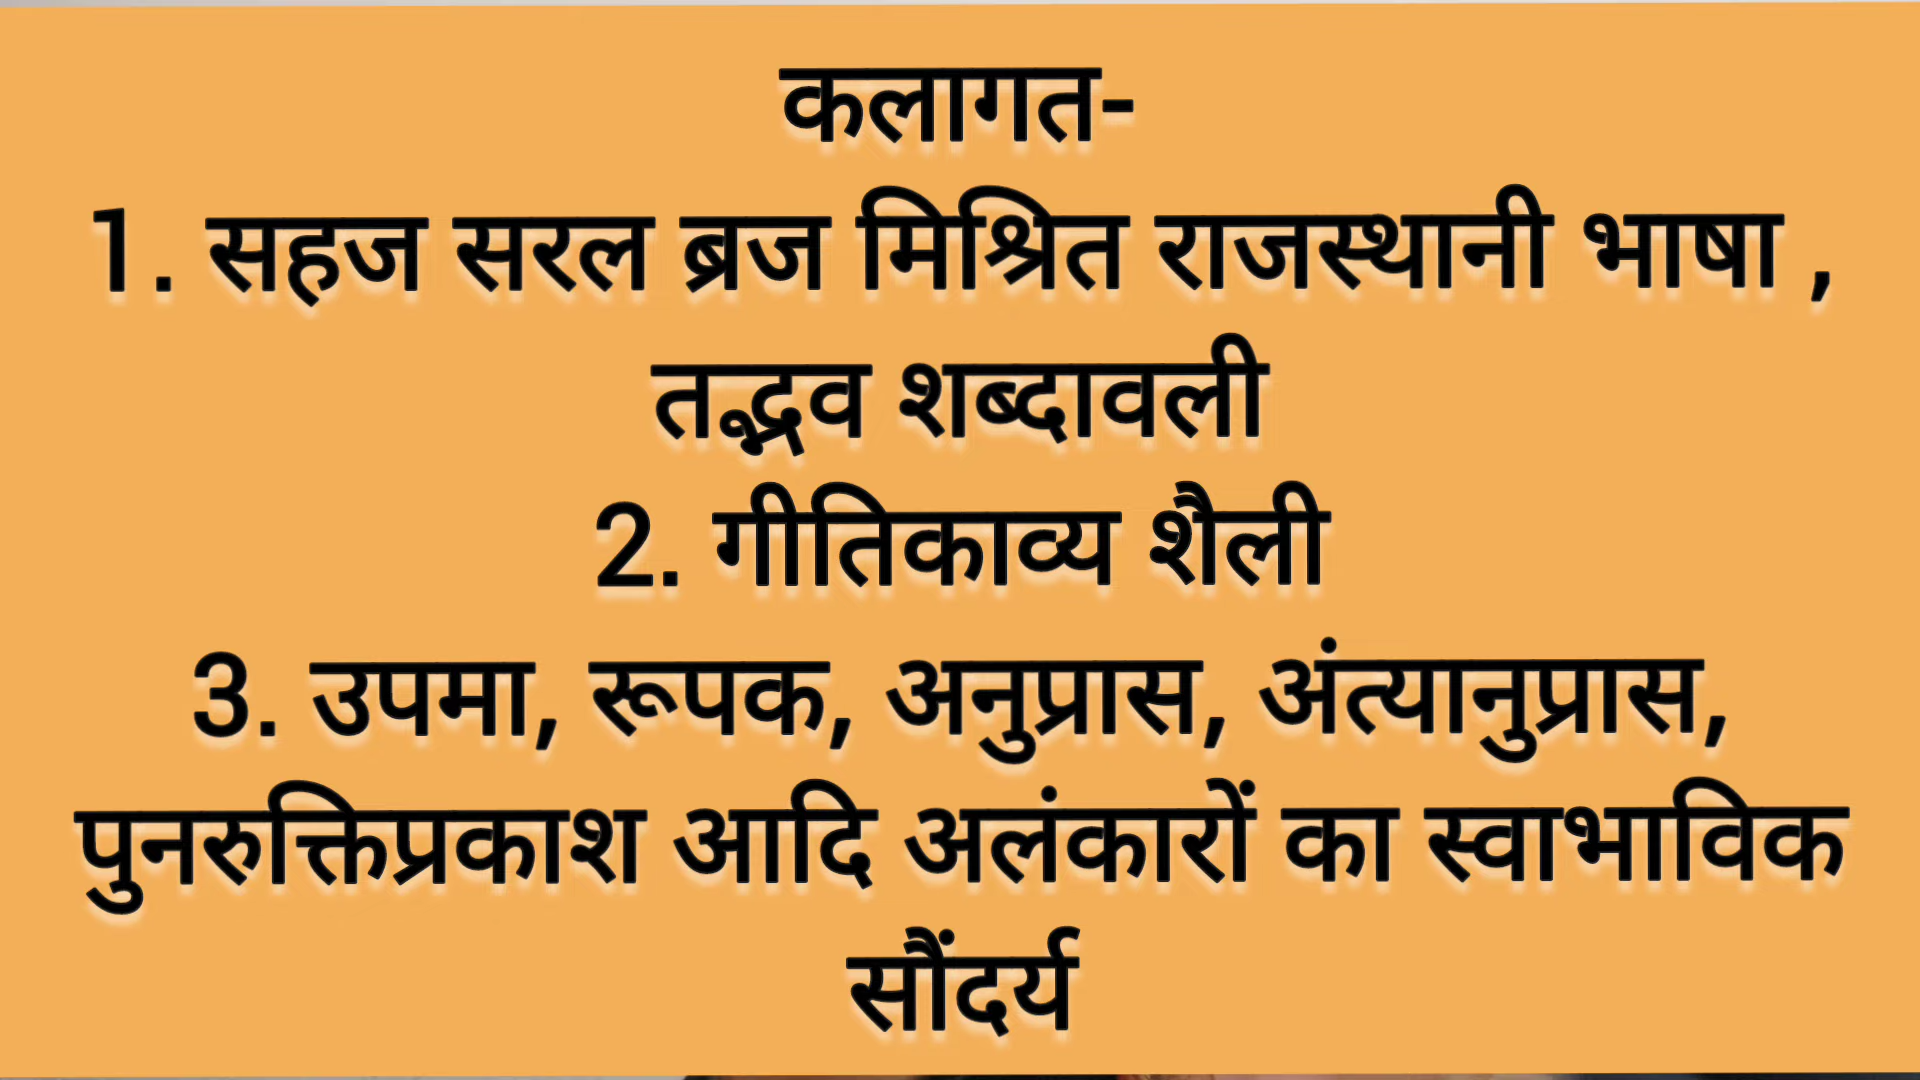 कलागत-
1. सहज सरल ब्रज मिश्रित राजस्थानी भाषा ,
तद्भव शब्दावली
2. गीतिकाव्य शैली
3. उपमा, रूपक, अनुप्रास, अंत्यानुप्रास,
पुनरुक्तिप्रकाश आदि अलंकारों का स्वाभाविक
सौंदर्य